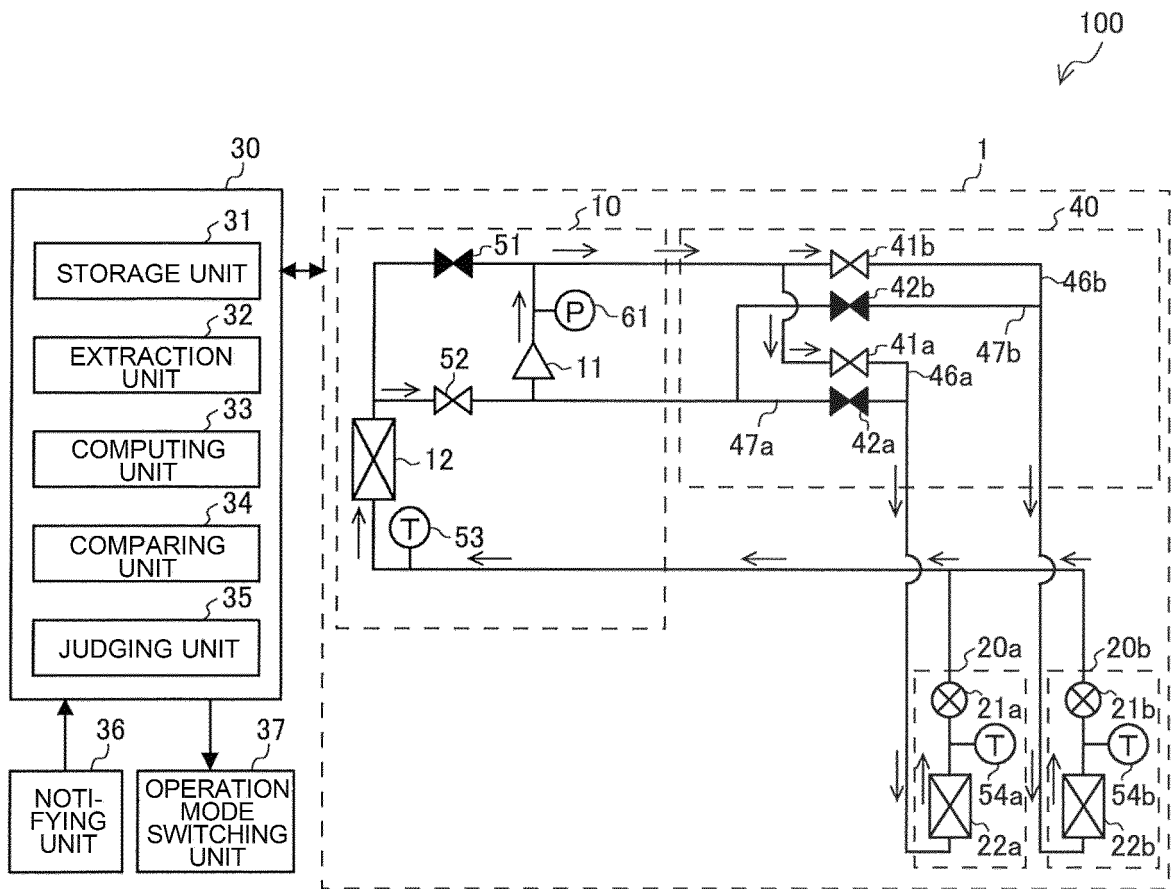 100
30
1
31
10
40
STORAGE UNIT
51
41b
46b
32
P
61
42b
EXTRACTION
UNIT
52
11
41a
47b
46a
33
COMPUTING
UNIT
12
47a
42a
34
T
53
COMPARING
UNIT
35
JUDGING UNIT
20a
20b
21a
21b
36
37
T
T
NOTI-
FYING
UNIT
OPERATION
MODE
SWITCHING
UNIT
54a
54b
22a
22b